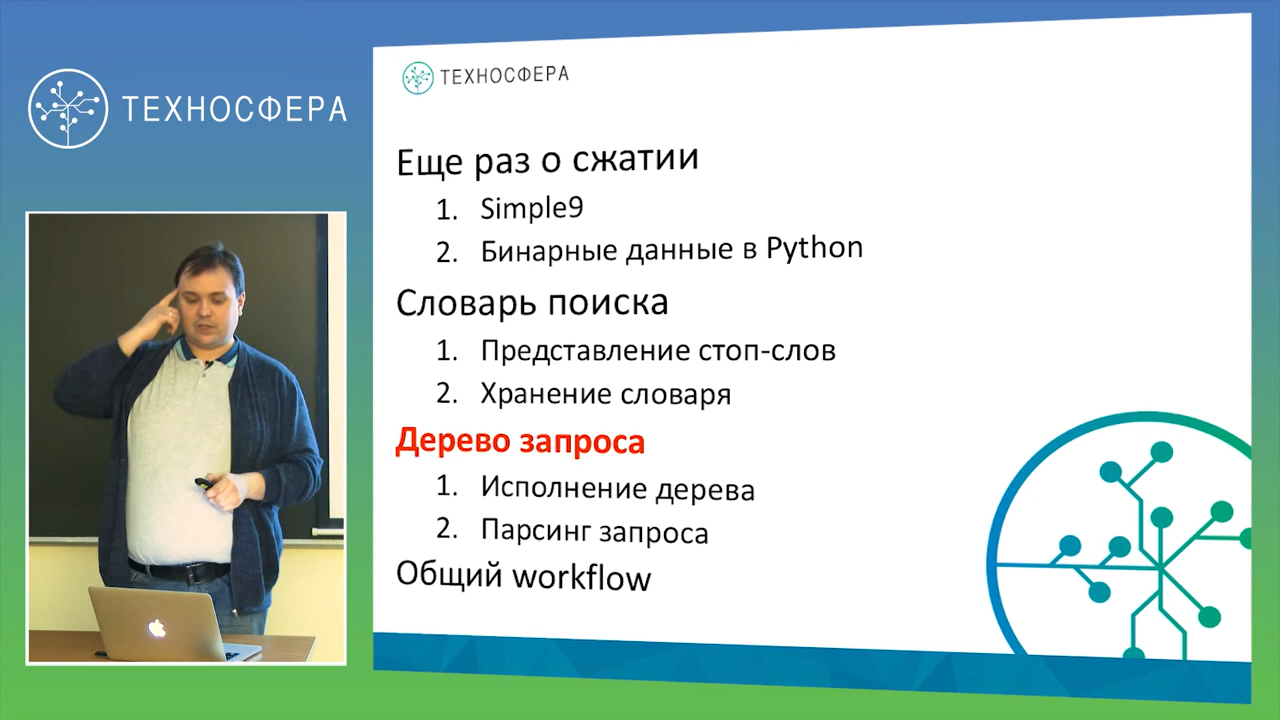 ТЕХНОСФЕРА
ТЕХНОСФЕРА
Еще раз о сжатии
1. Simple9
2. Бинарные данные в Python
Словарь поиска
1. Представление стоп-слов
2. Хранение словаря
Дерево запроса
1. Исполнение дерева
2. Парсинг запроса
Общий workflow